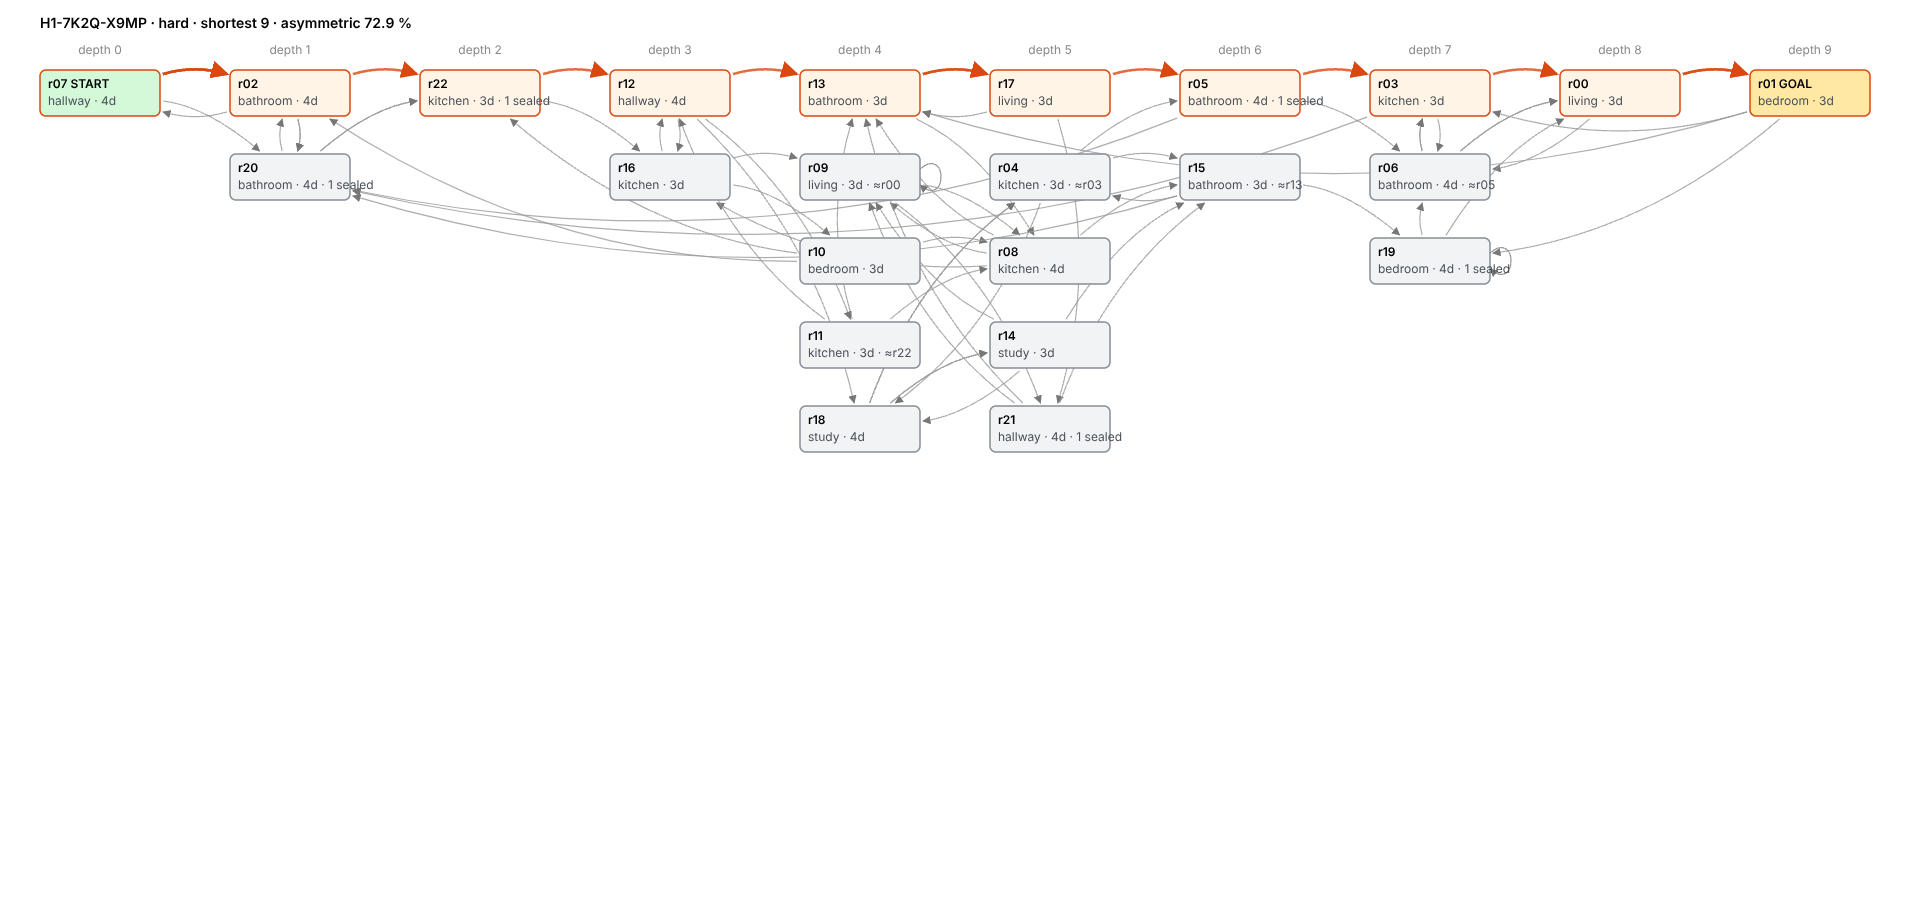 H1-7K2Q-X9MP · hard · shortest 9 · asymmetric 72.9 %
depth 0 depth 1 depth 2 depth 3 depth 4 depth 5 depth 6 depth 7 depth 8 depth 9
r07 START
hallway · 4d
r02
bathroom · 4d
r22
kitchen · 3d · 1 sealed
r12
hallway · 4d
r13
bathroom · 3d
r17
living · 3d
r05
bathroom · 4d · 1 sealed
r03
kitchen · 3d
r00
living · 3d
r01 GOAL
bedroom · 3d
r20
bathroom · 4d · 1 sealed
r16
kitchen · 3d
r09
living · 3d · ≈r00
r04
kitchen · 3d · ≈r03
r15
bathroom · 3d · ≈r13
r06
bathroom · 4d · ≈r05
r10
bedroom · 3d
r08
kitchen · 4d
r19
bedroom · 4d · 1 sealed
r11
kitchen · 3d · ≈r22
r14
study · 3d
r18
study · 4d
r21
hallway · 4d · 1 sealed